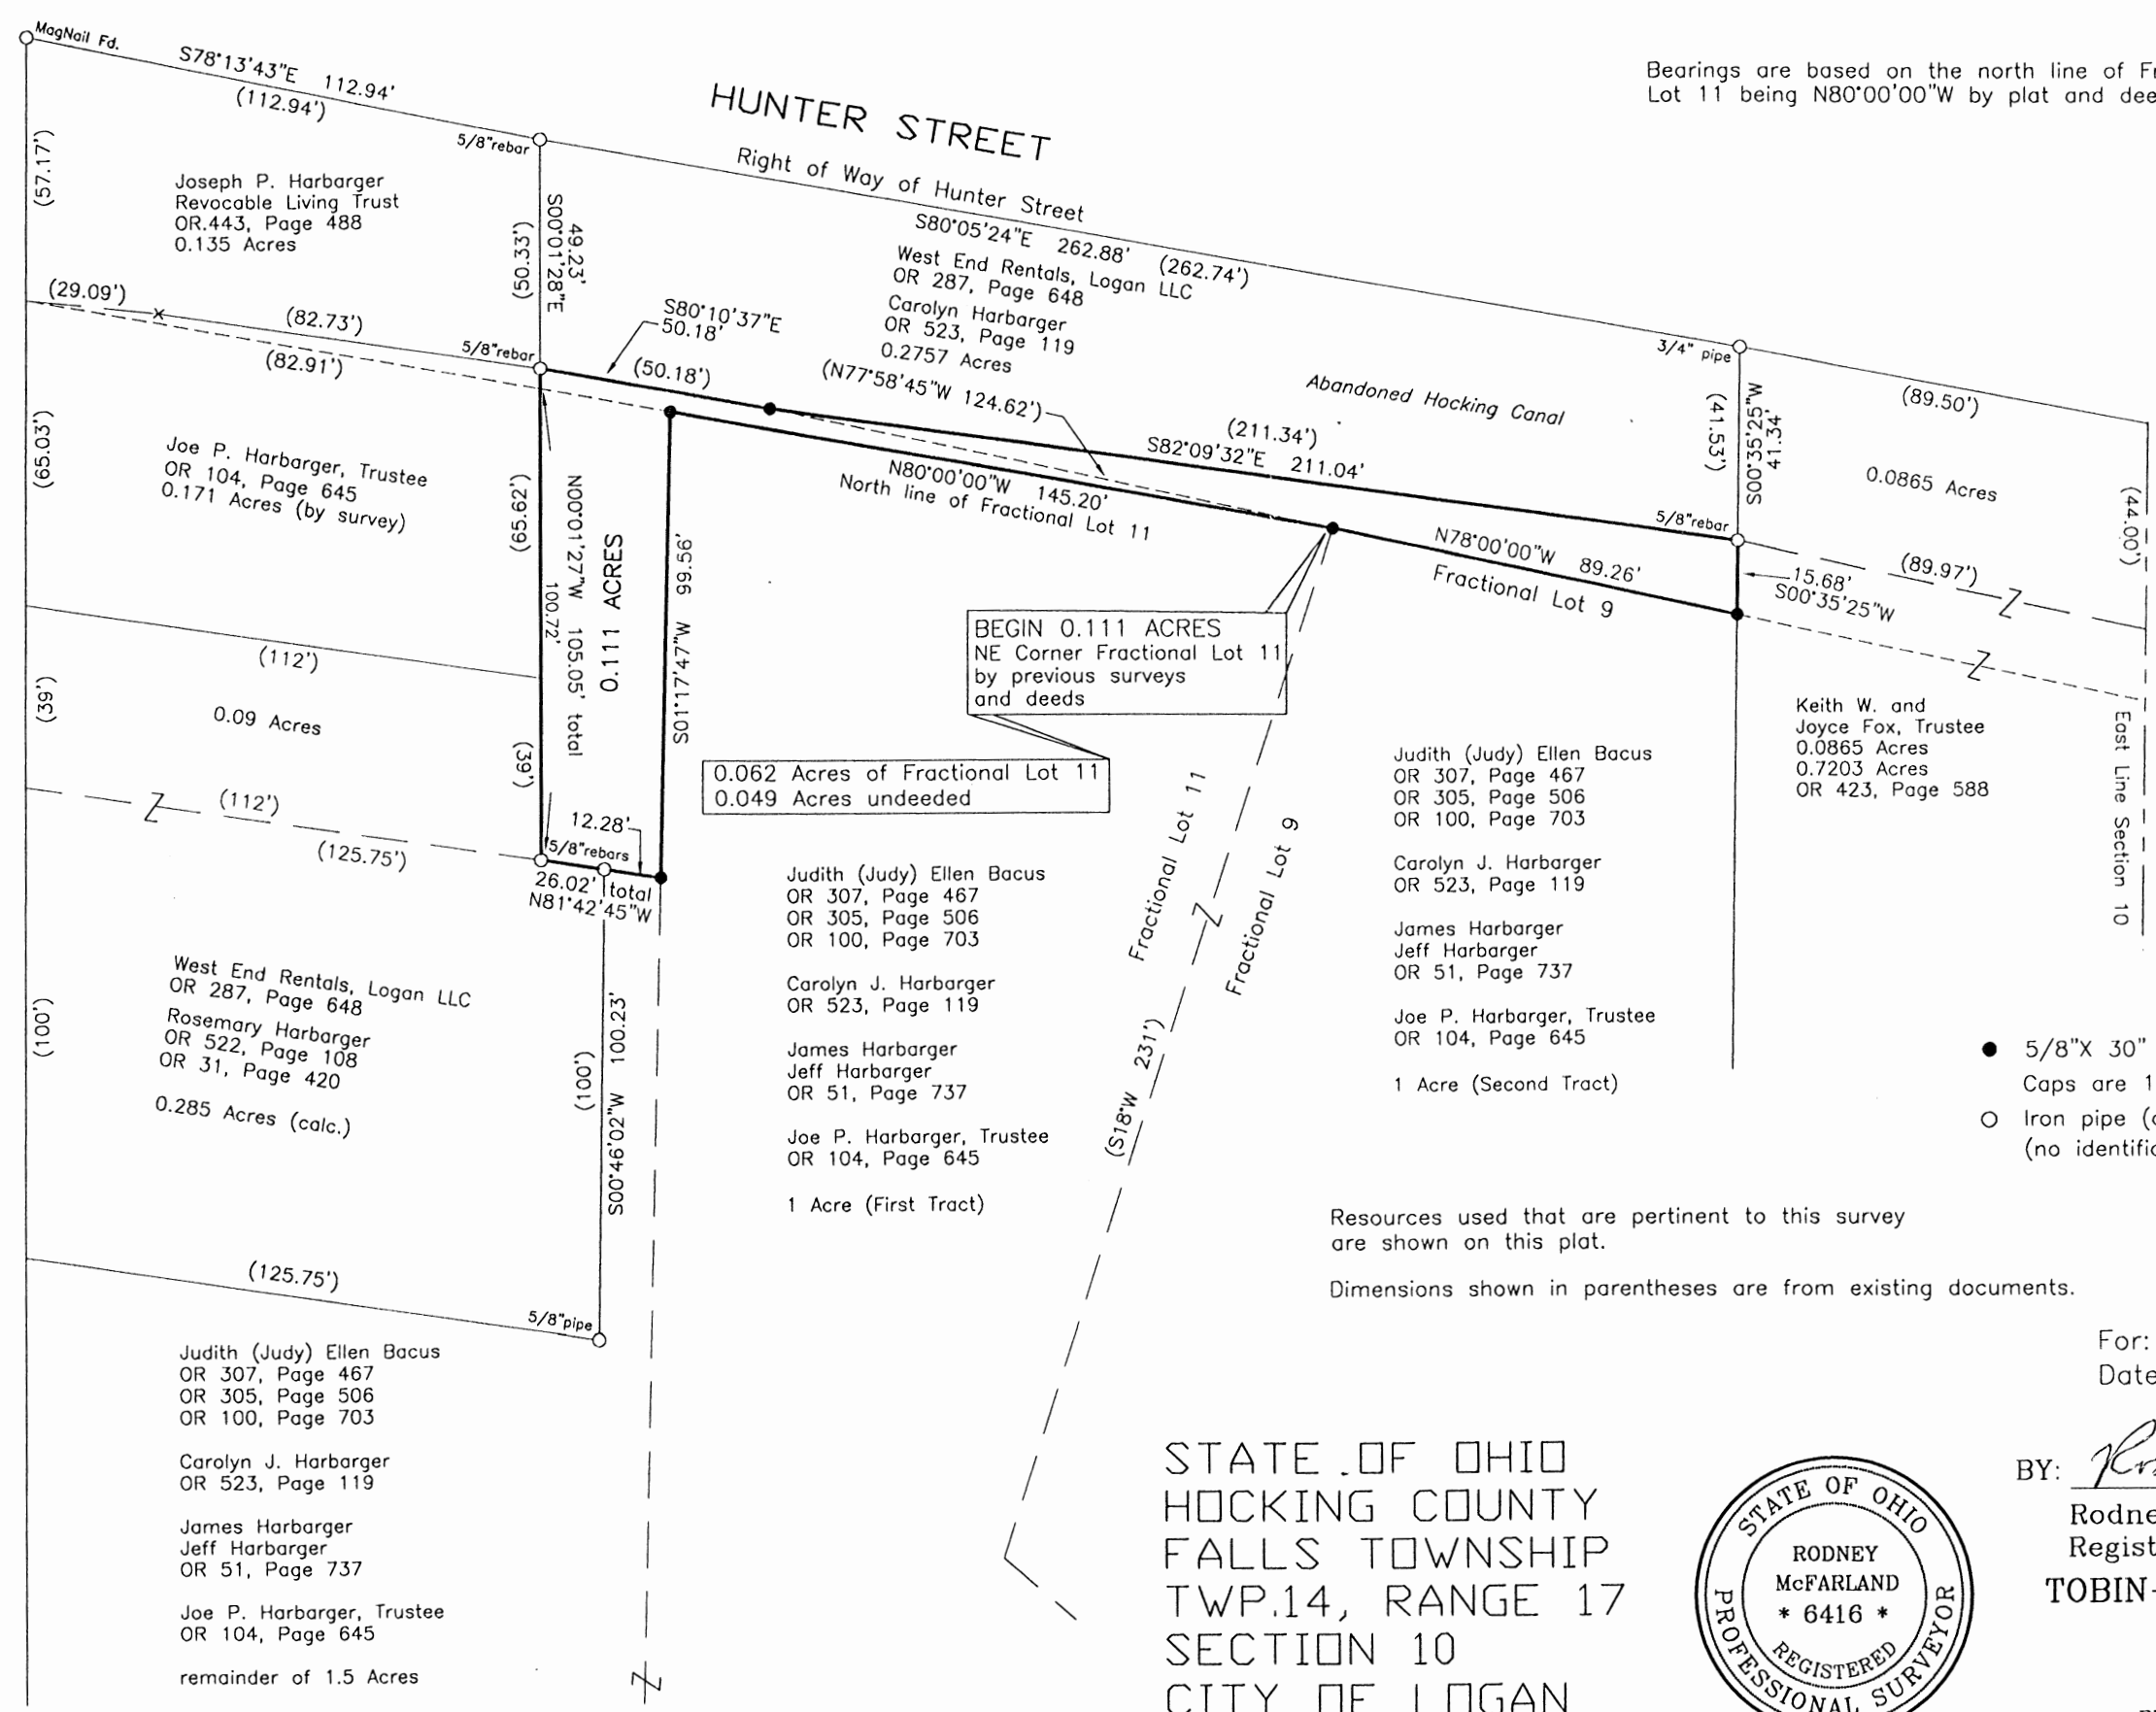 MagNail Fd.
S78°13'43"E 112.94'
(112.94')
HUNTER STREET
Right of Way of Hunter Street
Bearings are based on the north line of
Lot 11 being N80°00'00"W by plat and
5/8"rebar
(57.17')
Joseph P. Harbarger
Revocable Living Trust
OR.443, Page 488
0.135 Acres
(50.33')
S00°01'28"E
49.23'
S80°05'24"E 262.88' (262.74')
West End Rentals, Logan LLC
OR 287, Page 648
Carolyn Harbarger
OR 523, Page 119
0.2757 Acres
(N77°58'45"W 124.62')
(29.09')
x
(82.73')
(82.91')
5/8"rebar
S80°10'37"E
50.18'
(50.18')
Abandoned Hocking Canal
(211.34')
S82°09'32"E 211.04'
3/4" pipe
(41.53')
S00°35'25"W
41.34'
(89.50')
0.0865 Acres
(44.00')
(65.03')
Joe P. Harbarger, Trustee
OR 104, Page 645
0.171 Acres (by survey)
(65.62')
N00°01'27"W 105.05' total
100.72'
0.111 ACRES
S01°17'47"W 99.56'
N80°00'00"W 145.20'
North line of Fractional Lot 11
5/8"rebar
N78°00'00"W 89.26'
Fractional Lot 9
15.68'
S00°35'25"W
(89.97')
BEGIN 0.111 ACRES
NE Corner Fractional Lot 11
by previous surveys
and deeds
(112')
(39')
0.09 Acres
(39')
0.062 Acres of Fractional Lot 11
0.049 Acres undeeded
(112')
(125.75')
12.28'
5/8"rebars
26.02' total
N81°42'45"W
Keith W. and
Joyce Fox, Trustee
0.0865 Acres
0.7203 Acres
OR 423, Page 588
East Line Section 10
Judith (Judy) Ellen Bacus
OR 307, Page 467
OR 305, Page 506
OR 100, Page 703
Carolyn J. Harbarger
OR 523, Page 119
James Harbarger
Jeff Harbarger
OR 51, Page 737
Joe P. Harbarger, Trustee
OR 104, Page 645
1 Acre (Second Tract)
Fractional Lot 11
Fractional Lot 9
(S18°W 231')
Judith (Judy) Ellen Bacus
OR 307, Page 467
OR 305, Page 506
OR 100, Page 703
Carolyn J. Harbarger
OR 523, Page 119
James Harbarger
Jeff Harbarger
OR 51, Page 737
Joe P. Harbarger, Trustee
OR 104, Page 645
1 Acre (First Tract)
(100')
West End Rentals, Logan LLC
OR 287, Page 648
Rosemary Harbarger
OR 522, Page 108
OR 31, Page 420
0.285 Acres (calc.)
(100')
S00°46'02"W 100.23'
5/8"X 30"
Caps are
Iron pipe
(no
Resources used that are pertinent to this survey
are shown on this plat.
Dimensions shown in parentheses are from existing documents.
(125.75')
5/8"pipe
Judith (Judy) Ellen Bacus
OR 307, Page 467
OR 305, Page 506
OR 100, Page 703
Carolyn J. Harbarger
OR 523, Page 119
James Harbarger
Jeff Harbarger
OR 51, Page 737
Joe P. Harbarger, Trustee
OR 104, Page 645
remainder of 1.5 Acres
For:
Date
STATE OF OHIO
HOCKING COUNTY
FALLS TOWNSHIP
TWP.14, RANGE 17
SECTION 10
CITY OF LOGAN
STATE OF OHIO
RODNEY
McFARLAND
* 6416 *
REGISTERED
PROFESSIONAL SURVEYOR
BY:
TOBIN-